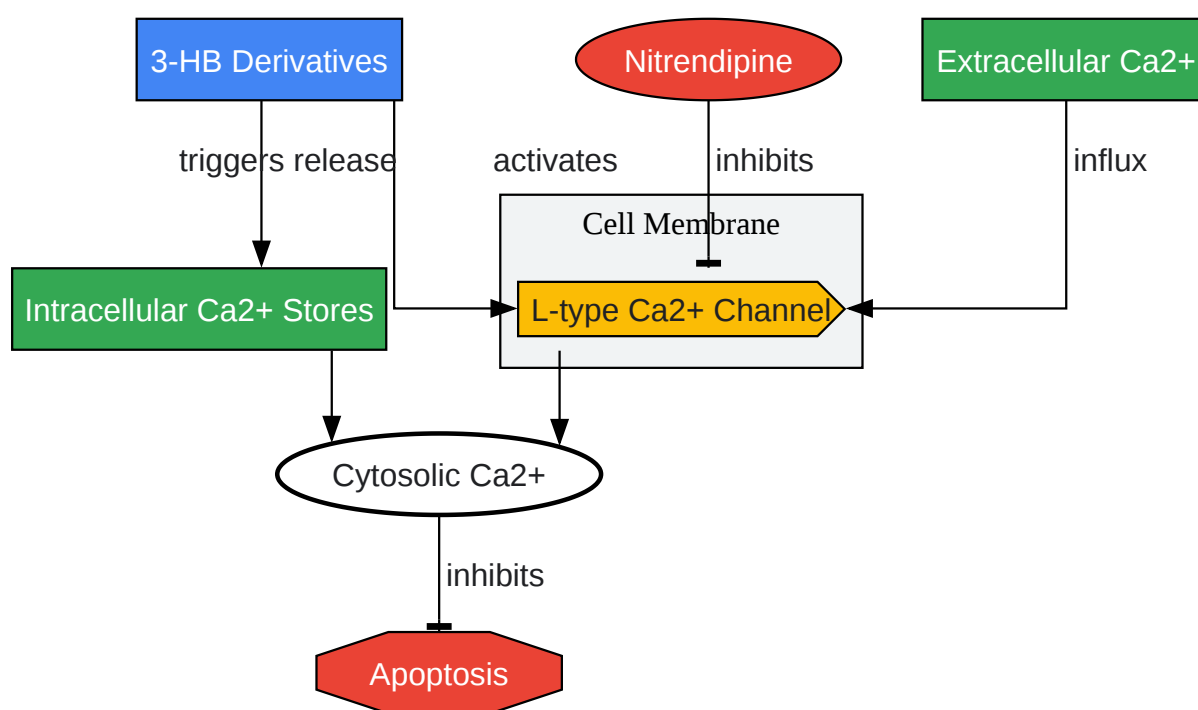 3-HB Derivatives
Nitrendipine
Extracellular Ca2+
triggers release
activates
inhibits
influx
Cell Membrane
Intracellular Ca2+ Stores
L-type Ca2+ Channel
Cytosolic Ca2+
inhibits
Apoptosis